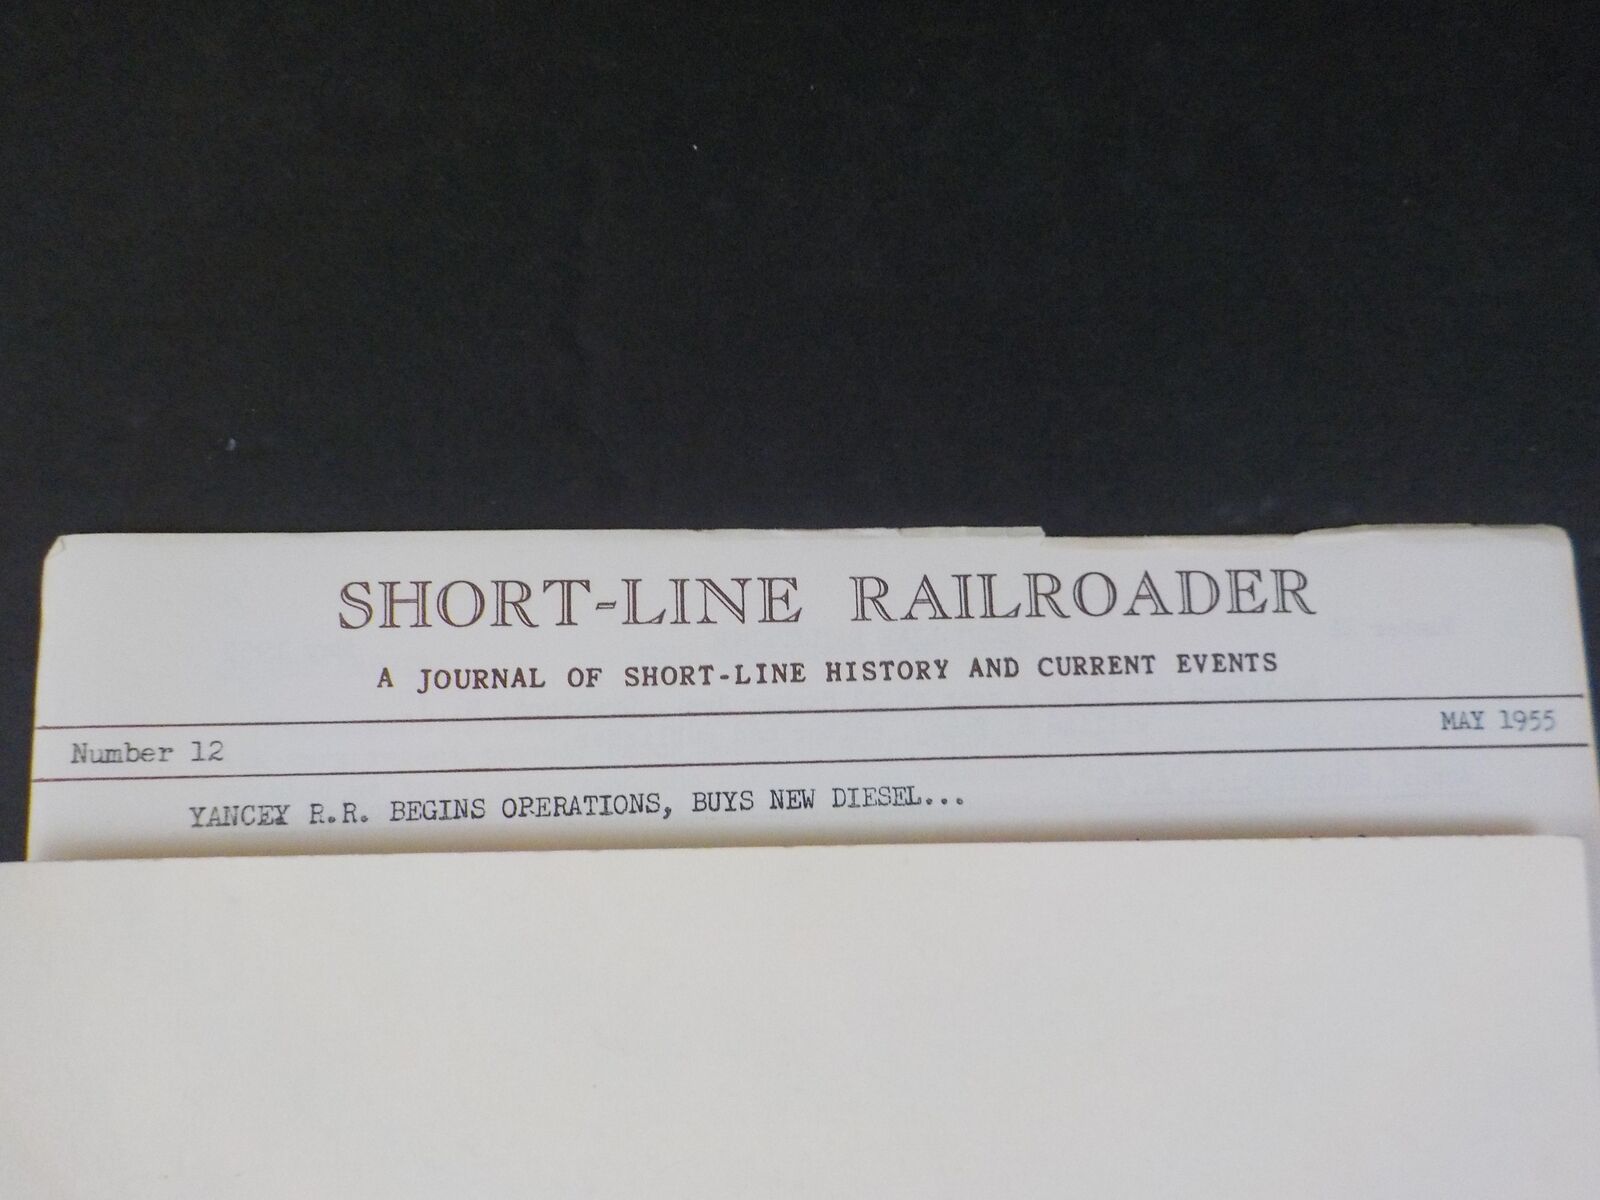 SHORT-LINE RAILROADER
A JOURNAL OF SHORT-LINE HISTORY AND CURRENT EVENTS
MAY 1955
Number 12
YANCEY R.R. BEGINS OPERATIONS, BUYS NEW DIESEL...